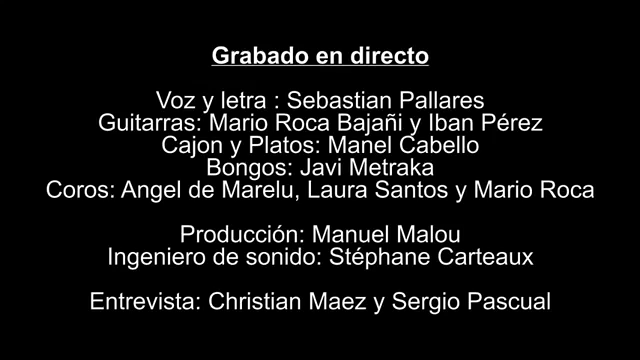 Grabado en directo
Voz y letra : Sebastian Pallares
Guitarras: Mario Roca Bajañi y Iban Pérez
Cajon y Platos: Manel Cabello
Bongos: Javi Metraka
Coros: Angel de Marelu, Laura Santos y Mario Roca
Producción: Manuel Malou
Ingeniero de sonido: Stéphane Carteaux
Entrevista: Christian Maez y Sergio Pascual